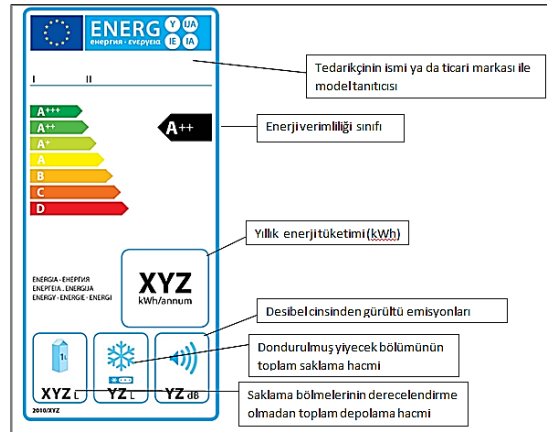 ENERG Y UA
енергия · ενεργεια IE IA
I II
Tedarikçinin ismi ya da ticari markası ile
model tanıtıcısı
A+++
A++
A+
A
B
C
D
A++
Enerji verimliliği sınıfı
Yıllık enerji tüketimi (kWh)
XYZ
kWh/annum
ENERGIA · ЕНЕРГИЯ
ΕΝΕΡΓΕΙΑ · ENERGIJA
ENERGY · ENERGIE · ENERGI
Desibel cinsinden gürültü emisyonları
Dondurulmuş yiyecek bölümünün
toplam saklama hacmi
Saklama bölmelerinin derecelendirme
olmadan toplam depolama hacmi
1L
XYZ L
YZ L
YZ dB
2010/XYZ